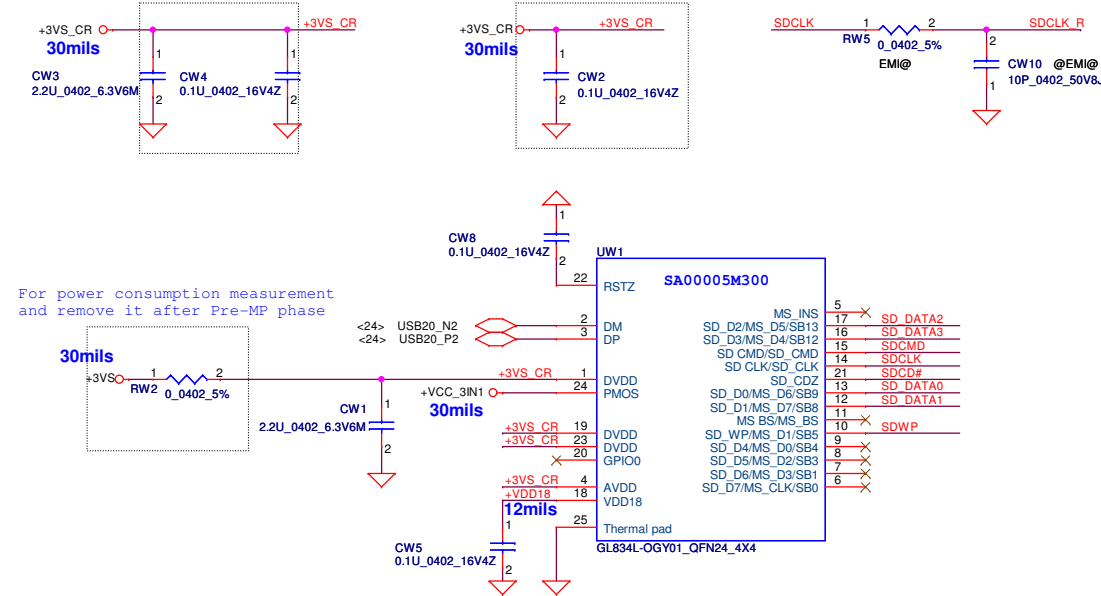 +3VS_CR
+3VS_CR
30mils
1
1
CW3
2.2U_0402_6.3V6M
CW4
0.1U_0402_16V4Z
2
2
+3VS_CR
+3VS_CR
30mils
1
CW2
0.1U_0402_16V4Z
2
SDCLK
1
2
SDCLK_R
RW5
0_0402_5%
EMI@
2
CW10
@EMI@
10P_0402_50V8J
1
1
CW8
0.1U_0402_16V4Z
2
For power consumption measurement
and remove it after Pre-MP phase
30mils
+3VS
1
2
RW2
0_0402_5%
1
CW1
2.2U_0402_6.3V6M
2
UW1
SA00005M300
22
RSTZ
<24>
USB20_N2
2
DM
<24>
USB20_P2
3
DP
+3VS_CR
1
DVDD
+VCC_3IN1
24
PMOS
30mils
+3VS_CR
19
DVDD
+3VS_CR
23
DVDD
20
GPIO0
+3VS_CR
4
AVDD
+VDD18
18
VDD18
12mils
25
Thermal pad
1
CW5
0.1U_0402_16V4Z
2
MS_INS
5
SD_D2/MS_D5/SB13
17
SD_DATA2
SD_D3/MS_D4/SB12
16
SD_DATA3
SD CMD/SD_CMD
15
SDCMD
SD CLK/SD_CLK
14
SDCLK
SD_CDZ
21
SDCD#
SD_D0/MS_D6/SB9
13
SD_DATA0
SD_D1/MS_D7/SB8
12
SD_DATA1
MS BS/MS_BS
11
SD_WP/MS_D1/SB5
10
SDWP
SD_D4/MS_D0/SB4
9
SD_D5/MS_D2/SB3
8
SD_D6/MS_D3/SB1
7
SD_D7/MS_CLK/SB0
6
GL834L-OGY01_QFN24_4X4